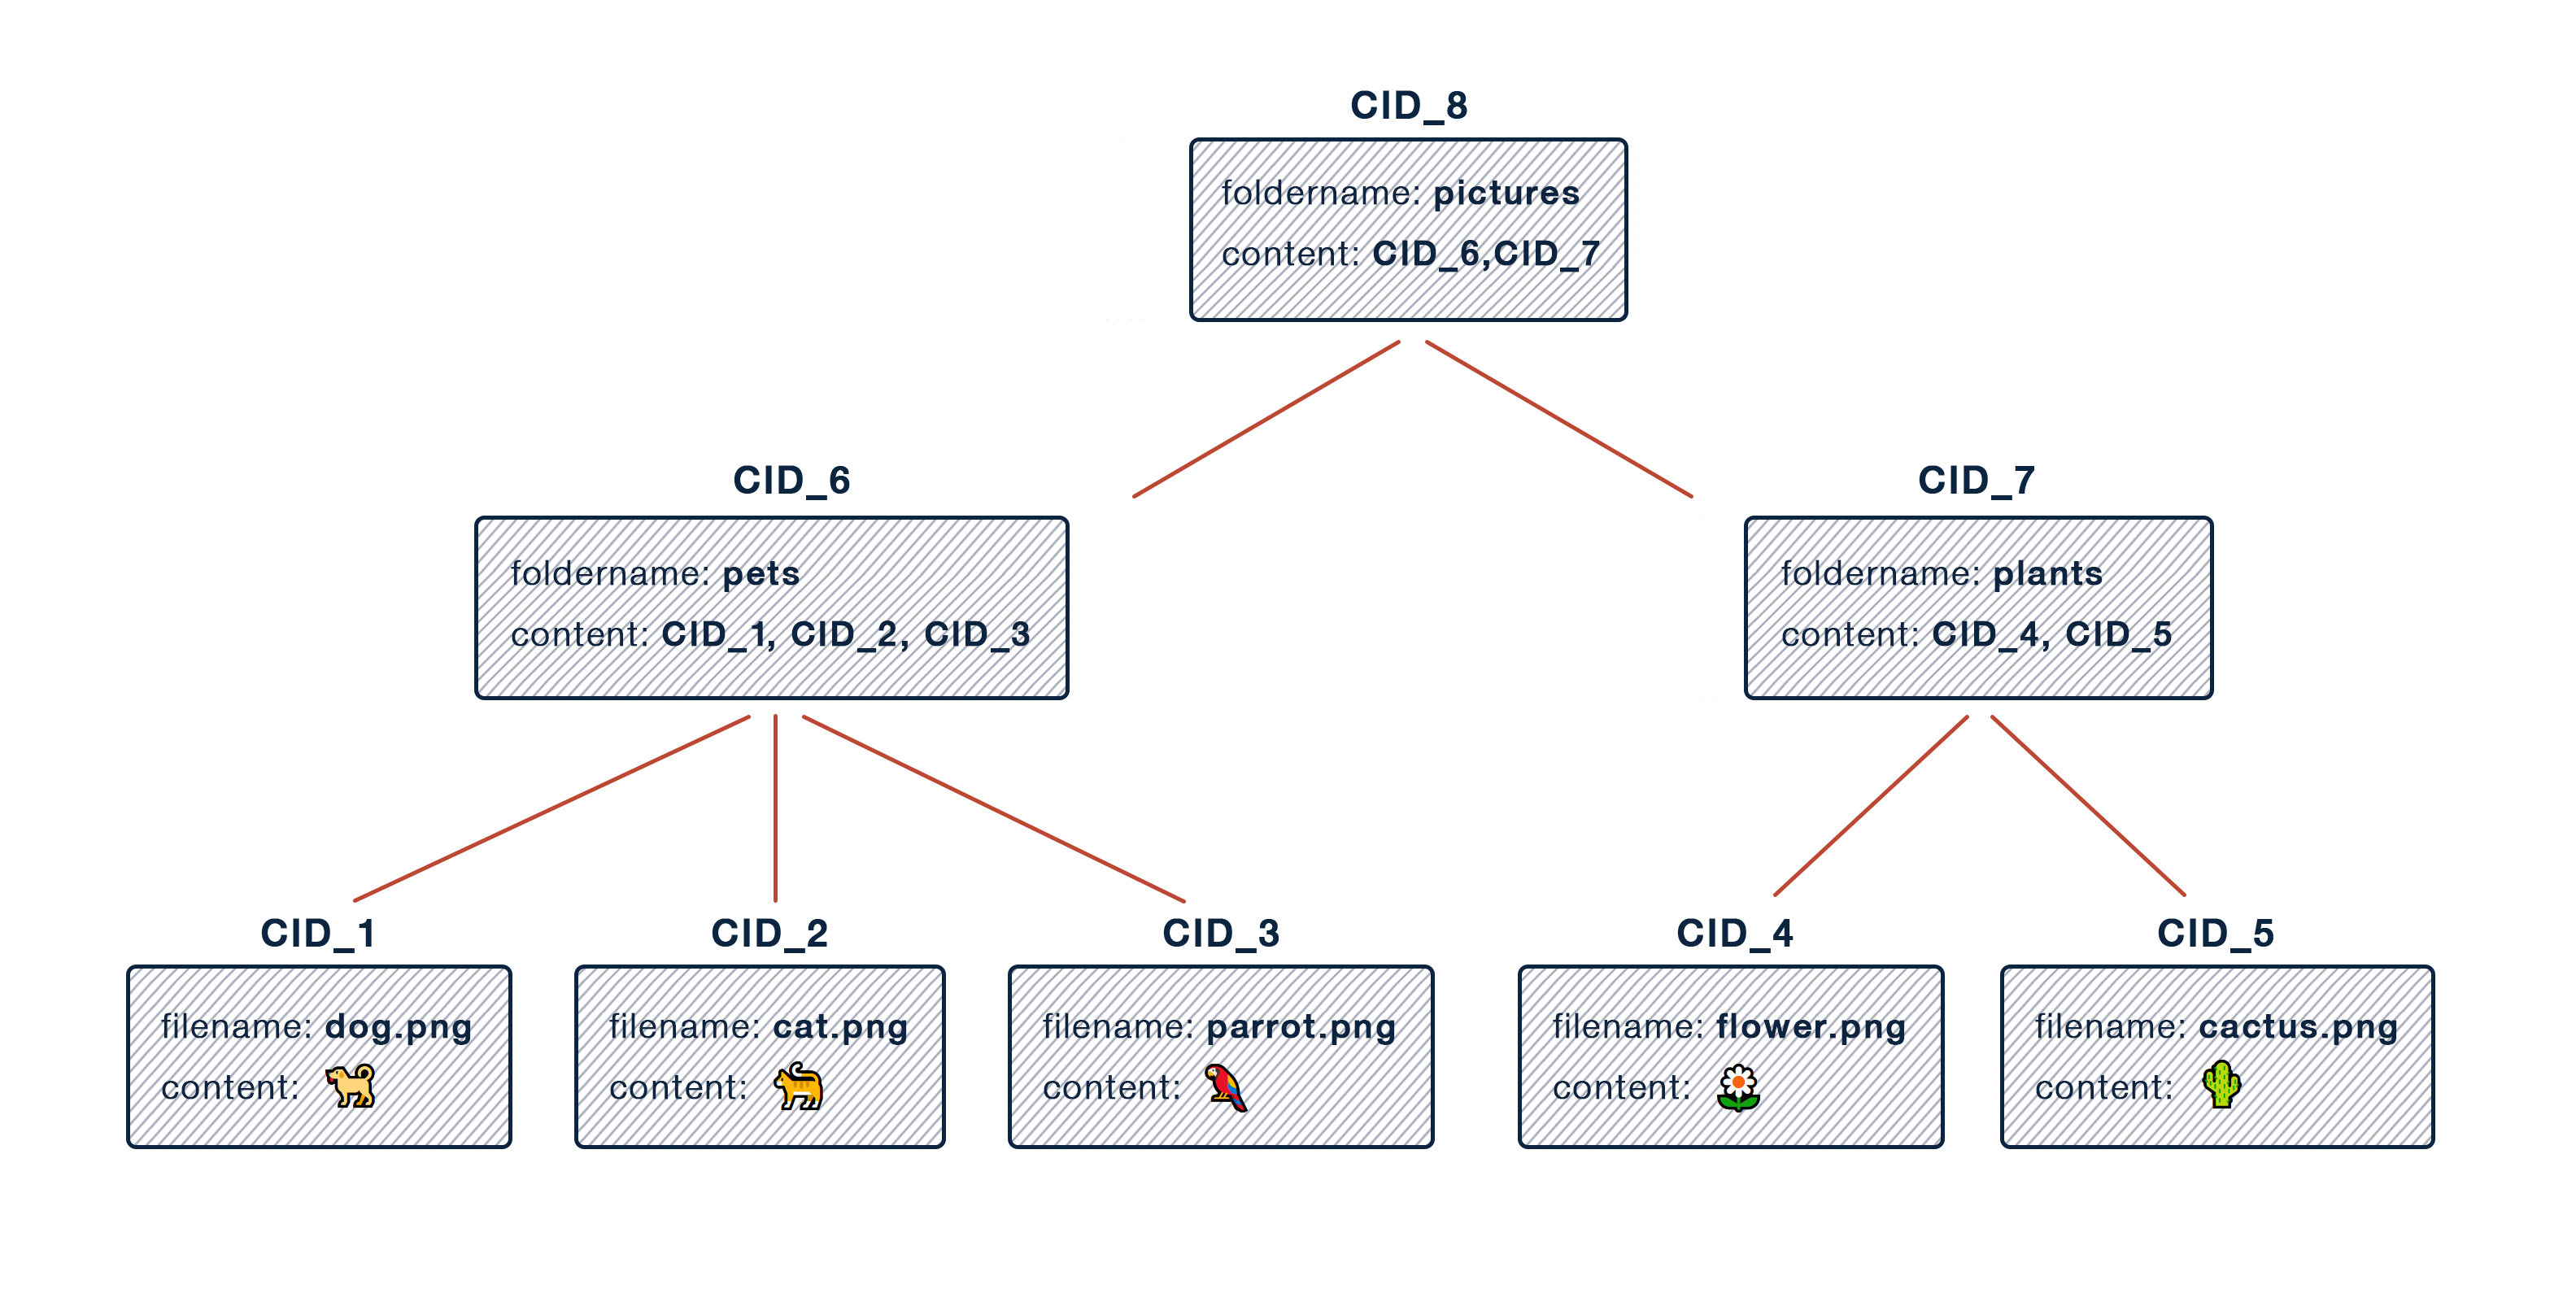 CID_8
foldername: pictures
content: CID_6,CID_7
CID_6
foldername: pets
content: CID_1, CID_2, CID_3
CID_7
foldername: plants
content: CID_4, CID_5
CID_1
filename: dog.png
content:
CID_2
filename: cat.png
content:
CID_3
filename: parrot.png
content:
CID_4
filename: flower.png
content:
CID_5
filename: cactus.png
content: